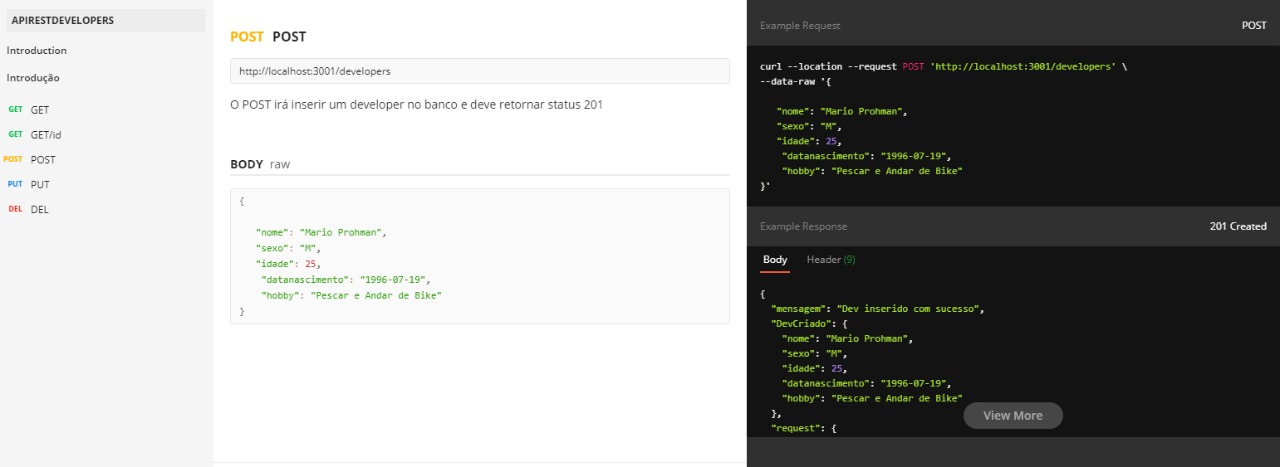 APIRESTDEVELOPERS
Introduction
Introdução
GET GET
GET GET/id
POST POST
PUT PUT
DEL DEL
POST POST
http://localhost:3001/developers
O POST irá inserir um developer no banco e deve retornar status 201
BODY raw
{
"nome": "Mario Prohman",
"sexo": "M",
"idade": 25,
"datanascimento": "1996-07-19",
"hobby": "Pescar e Andar de Bike"
}
Example Request POST
curl --location --request POST 'http://localhost:3001/developers' \
--data-raw '{
"nome": "Mario Prohman",
"sexo": "M",
"idade": 25,
"datanascimento": "1996-07-19",
"hobby": "Pescar e Andar de Bike"
}'
Example Response 201 Created
Body Header (9)
{
"mensagem": "Dev inserido com sucesso",
"DevCriado": {
"nome": "Mario Prohman",
"sexo": "M",
"idade": 25,
"datanascimento": "1996-07-19",
"hobby": "Pescar e Andar de Bike"
},
"request": {
View More